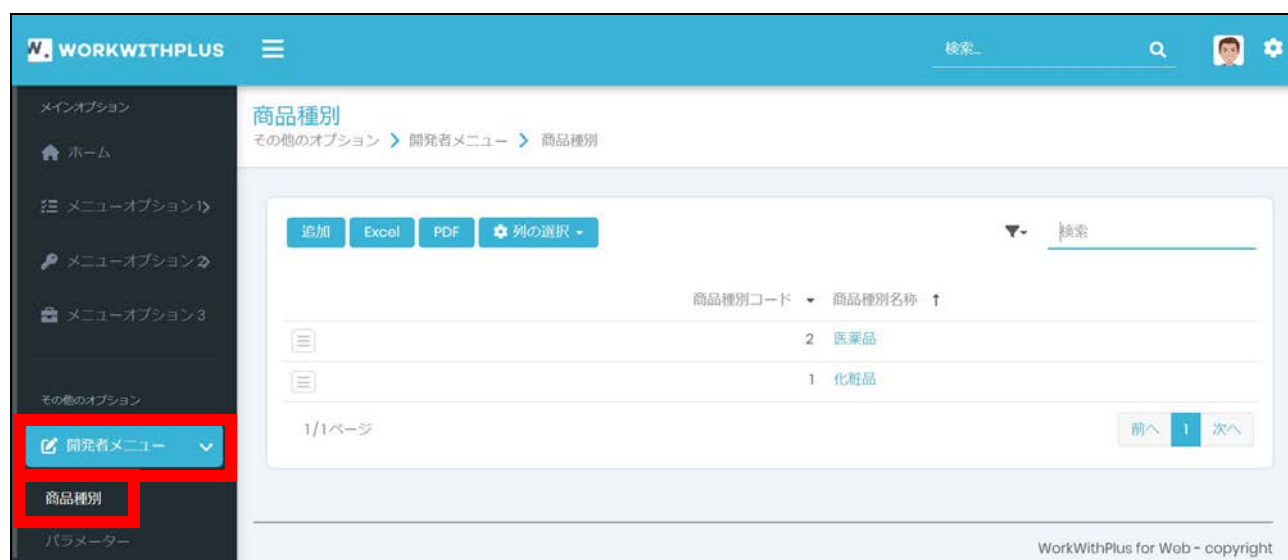 W. WORKWITHPLUS
検索...
メインオプション
ホーム
メニューオプション 1
メニューオプション 2
メニューオプション 3
その他のオプション
開発者メニュー
商品種別
パラメーター
商品種別
その他のオプション 開発者メニュー 商品種別
追加 Excel PDF 列の選択
検索
商品種別コード 商品種別名称 ↑
2 医薬品
1 化粧品
1/1ページ
前へ 1 次へ
WorkWithPlus for Web - copyright